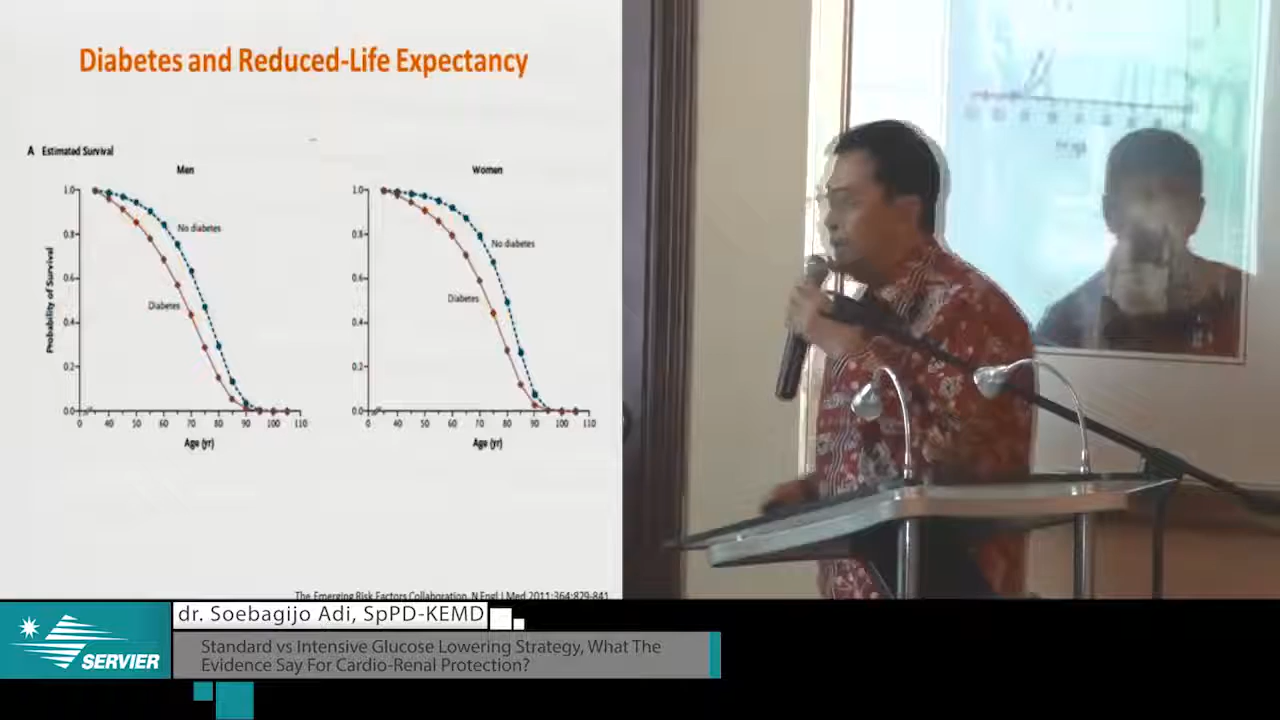 Diabetes and Reduced-Life Expectancy
A Estimated Survival
Men
Women
Probability of Survival
1.0
0.8
0.6
0.4
0.2
0.0
No diabetes
Diabetes
0 40 50 60 70 80 90 100 110
Age (yr)
1.0
0.8
0.6
0.4
0.2
0.0
No diabetes
Diabetes
0 40 50 60 70 80 90 100 110
Age (yr)
The Emerging Risk Factors Collaboration. N Engl J Med 2011;364:829-841
dr. Soebagijo Adi, SpPD-KEMD
SERVIER
Standard vs Intensive Glucose Lowering Strategy, What The
Evidence Say For Cardio-Renal Protection?